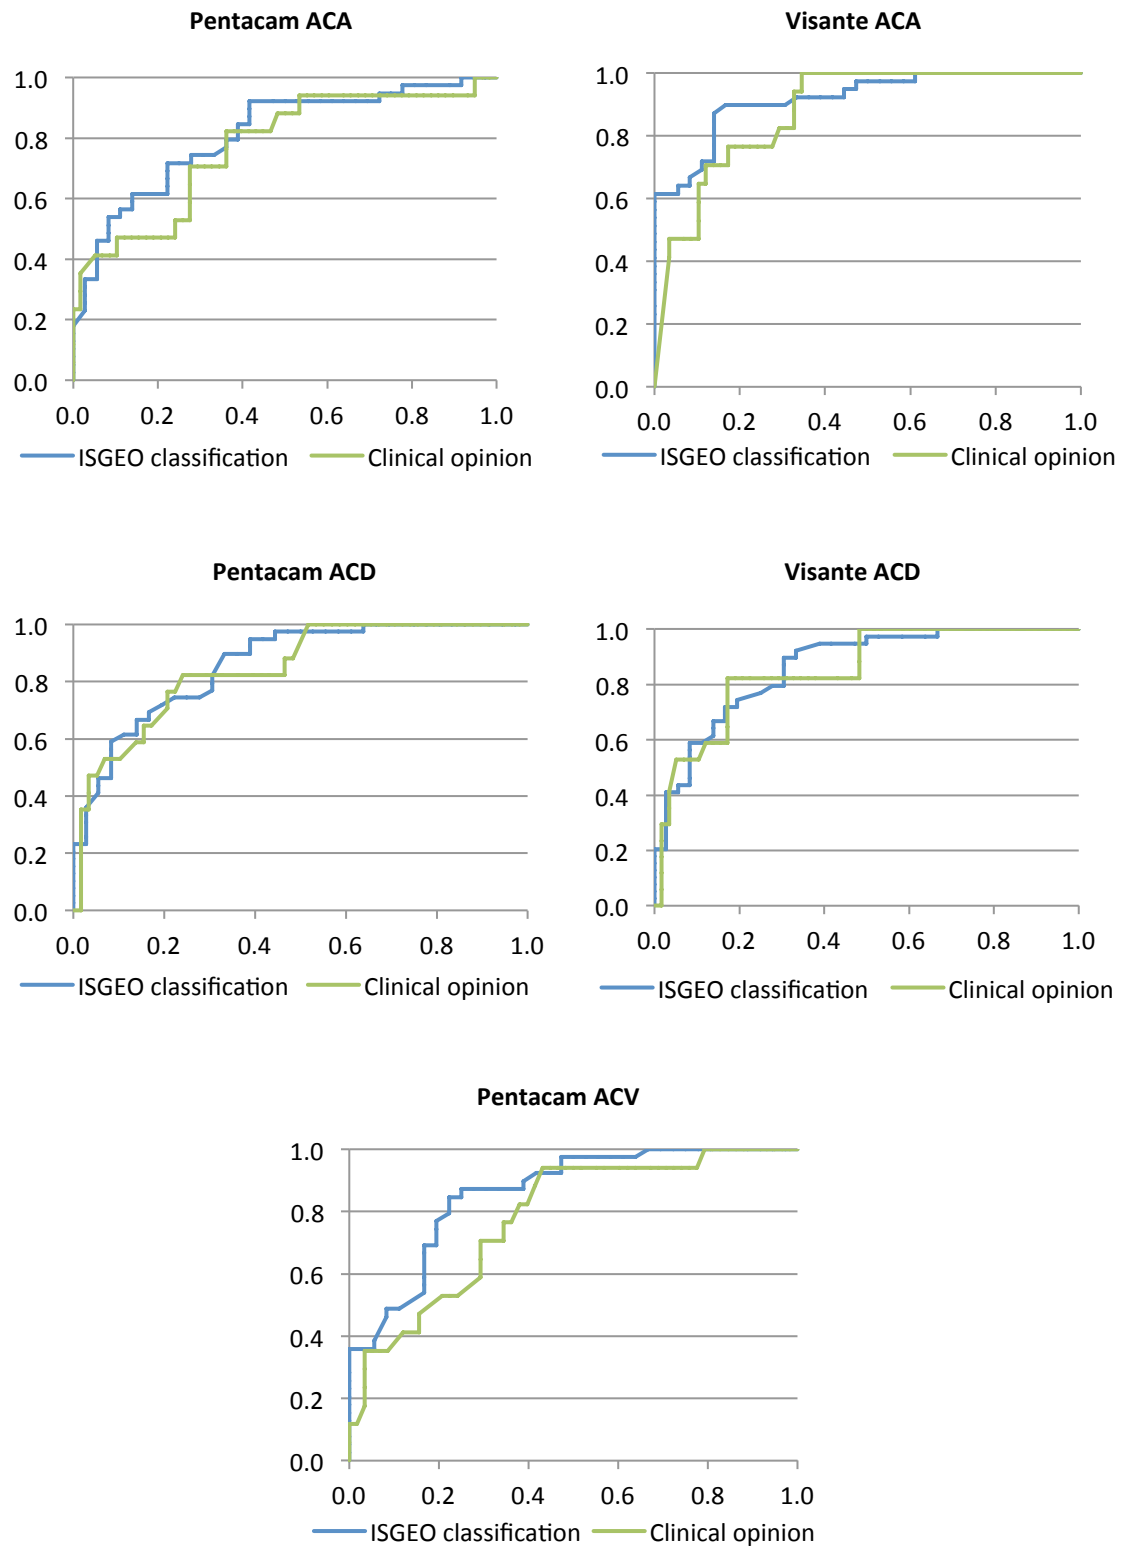 Pentacam ACA
1.0
0.8
0.6
0.4
0.2
0.0
0.0 0.2 0.4 0.6 0.8 1.0
ISGEO classification Clinical opinion
Visante ACA
1.0
0.8
0.6
0.4
0.2
0.0
0.0 0.2 0.4 0.6 0.8 1.0
ISGEO classification Clinical opinion
Pentacam ACD
1.0
0.8
0.6
0.4
0.2
0.0
0.0 0.2 0.4 0.6 0.8 1.0
ISGEO classification Clinical opinion
Visante ACD
1.0
0.8
0.6
0.4
0.2
0.0
0.0 0.2 0.4 0.6 0.8 1.0
ISGEO classification Clinical opinion
Pentacam ACV
1.0
0.8
0.6
0.4
0.2
0.0
0.0 0.2 0.4 0.6 0.8 1.0
ISGEO classification Clinical opinion